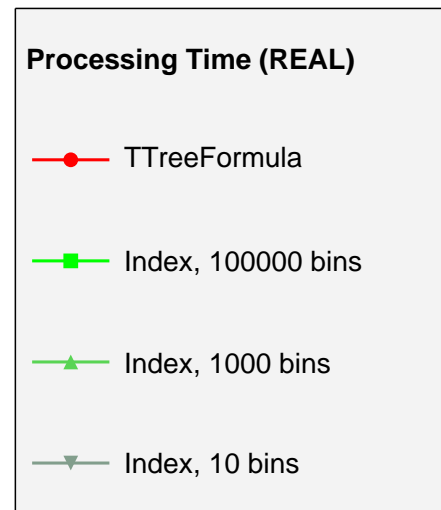 Processing Time (REAL)
TTreeFormula
Index, 100000 bins
Index, 1000 bins
Index, 10 bins